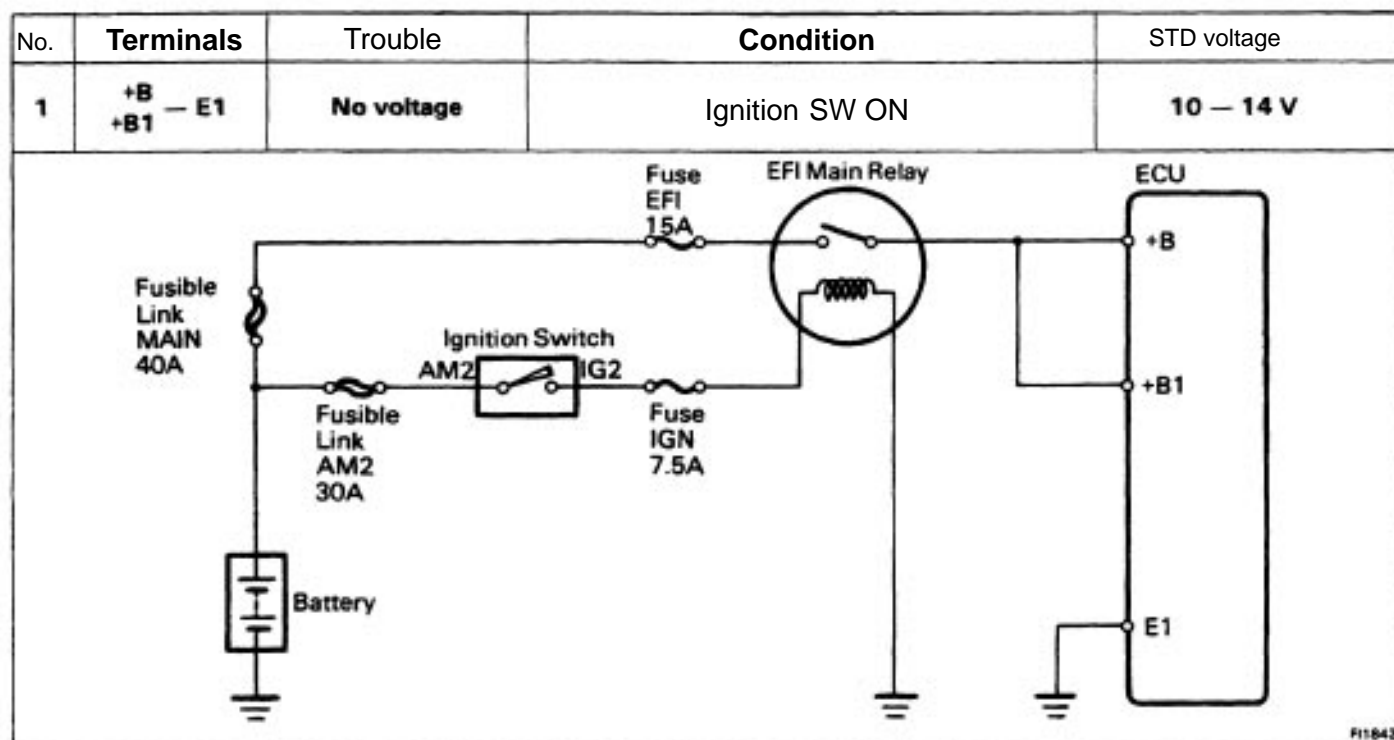 No. Terminals Trouble Condition STD voltage
1 +B +B1 — E1 No voltage Ignition SW ON 10 — 14 V
Fuse
EFI
15A
EFI Main Relay
ECU
+B
Fusible
Link
MAIN
40A
Ignition Switch
AM2 IG2
+B1
Fusible
Link
AM2
30A
Fuse
IGN
7.5A
Battery
E1
FI1843